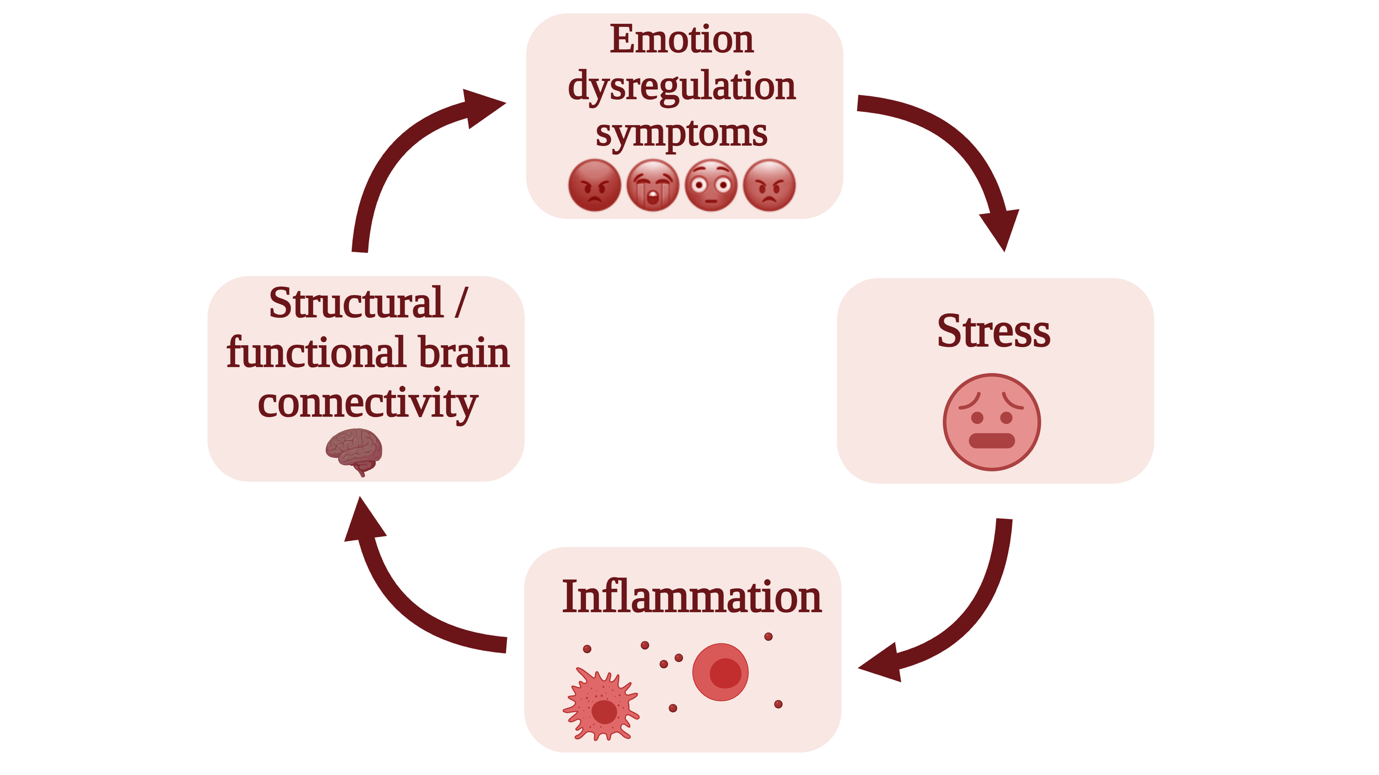 Emotion
dysregulation
symptoms
Structural /
functional brain
connectivity
Stress
Inflammation